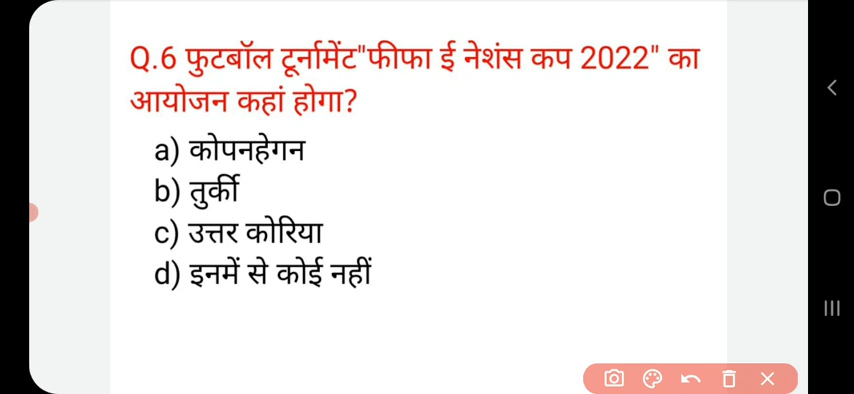 Q.6 फुटबॉल टूर्नामेंट"फीफा ई नेशंस कप 2022" का
आयोजन कहां होगा?
a) कोपनहेगन
b) तुर्की
c) उत्तर कोरिया
d) इनमें से कोई नहीं